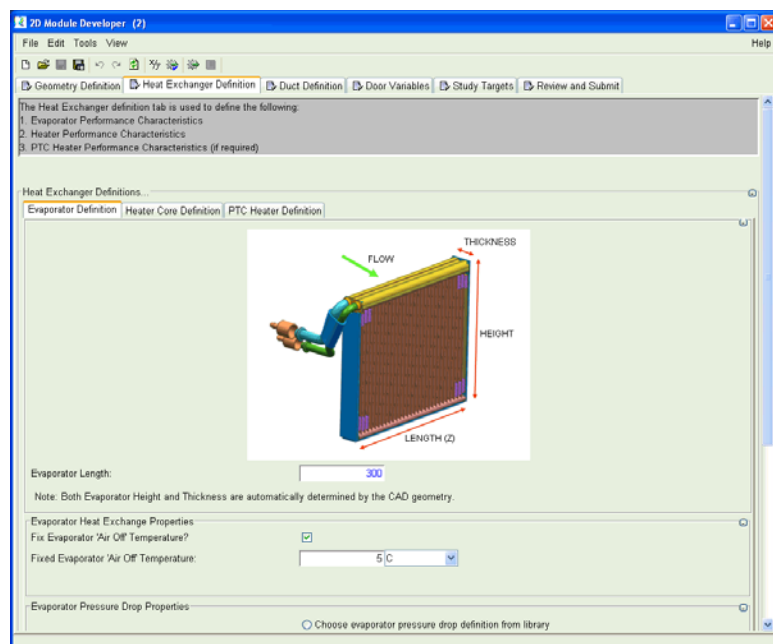 2D Module Developer (2)
File Edit Tools View Help
Geometry Definition Heat Exchanger Definition Duct Definition Door Variables Study Targets Review and Submit
The Heat Exchanger definition tab is used to define the following:
1. Evaporator Performance Characteristics
2. Heater Performance Characteristics
3. PTC Heater Performance Characteristics (if required)
Heat Exchanger Definitions...
Evaporator Definition Heater Core Definition PTC Heater Definition
THICKNESS
FLOW
HEIGHT
LENGTH (Z)
Evaporator Length: 300
Note: Both Evaporator Height and Thickness are automatically determined by the CAD geometry.
Evaporator Heat Exchange Properties
Fix Evaporator 'Air Off' Temperature?
Fixed Evaporator 'Air Off' Temperature: 5 C
Evaporator Pressure Drop Properties
Choose evaporator pressure drop definition from library